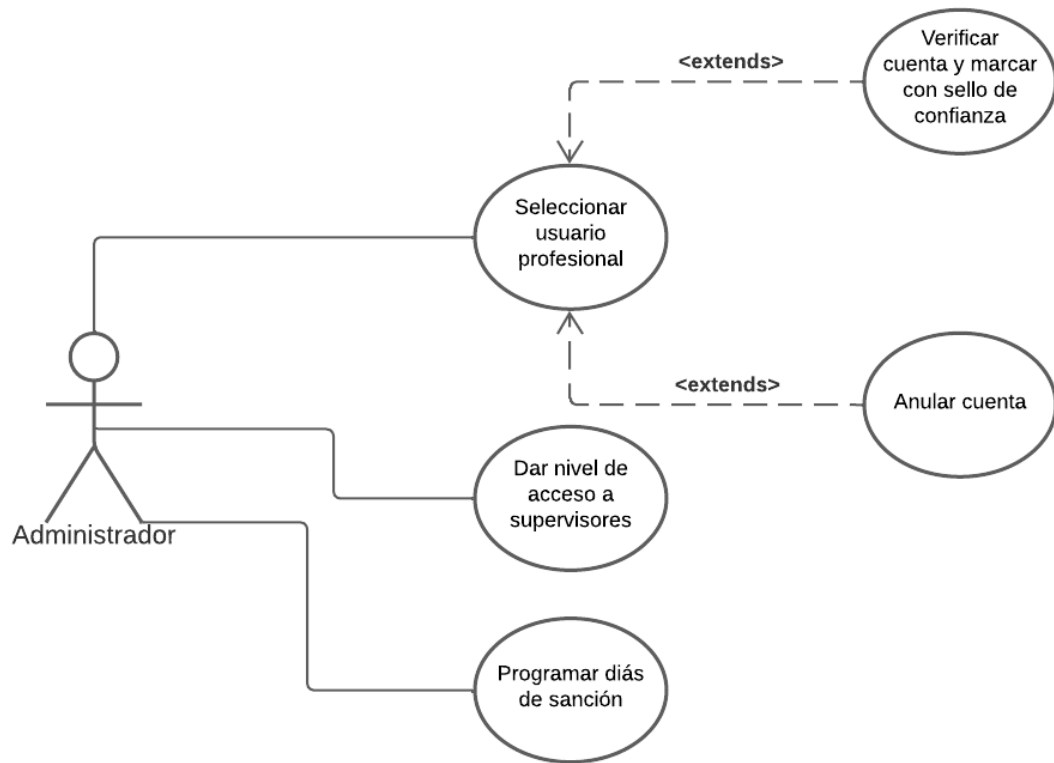 Verificar
cuenta y marcar
con sello de
confianza
<extends>
Seleccionar
usuario
profesional
<extends>
Anular cuenta
Dar nivel de
acceso a
supervisores
Administrador
Programar diás
de sanción